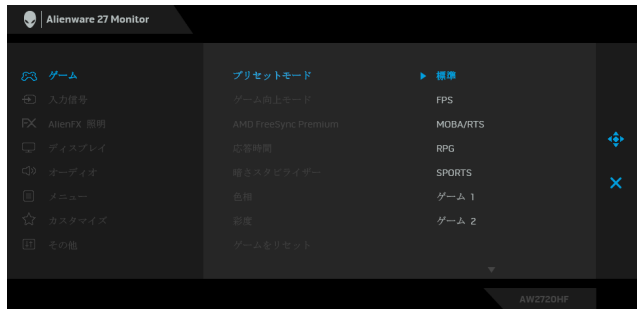 Alienware 27 Monitor
ゲーム
プリセットモード
標準
入力信号
ゲーム向上モード
FPS
AlienFX 照明
AMD FreeSync Premium
MOBA/RTS
ディスプレイ
応答時間
RPG
オーディオ
暗さスタビライザー
SPORTS
メニュー
色相
ゲーム 1
カスタマイズ
彩度
ゲーム 2
その他
ゲームをリセット
AW2720HF